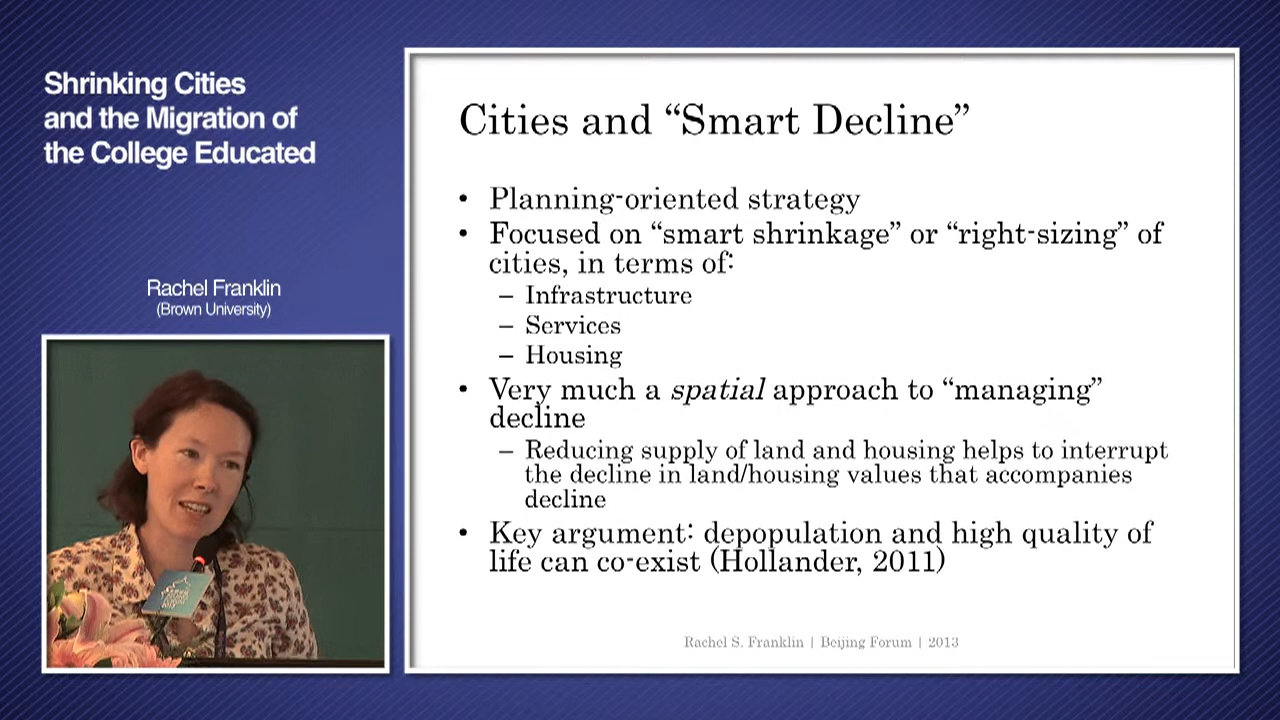 Shrinking Cities
and the Migration of
the College Educated
Rachel Franklin
(Brown University)
Cities and “Smart Decline”
• Planning-oriented strategy
• Focused on “smart shrinkage” or “right-sizing” of
cities, in terms of:
– Infrastructure
– Services
– Housing
• Very much a spatial approach to “managing”
decline
– Reducing supply of land and housing helps to interrupt
the decline in land/housing values that accompanies
decline
• Key argument: depopulation and high quality of
life can co-exist (Hollander, 2011)
Rachel S. Franklin | Beijing Forum | 2013